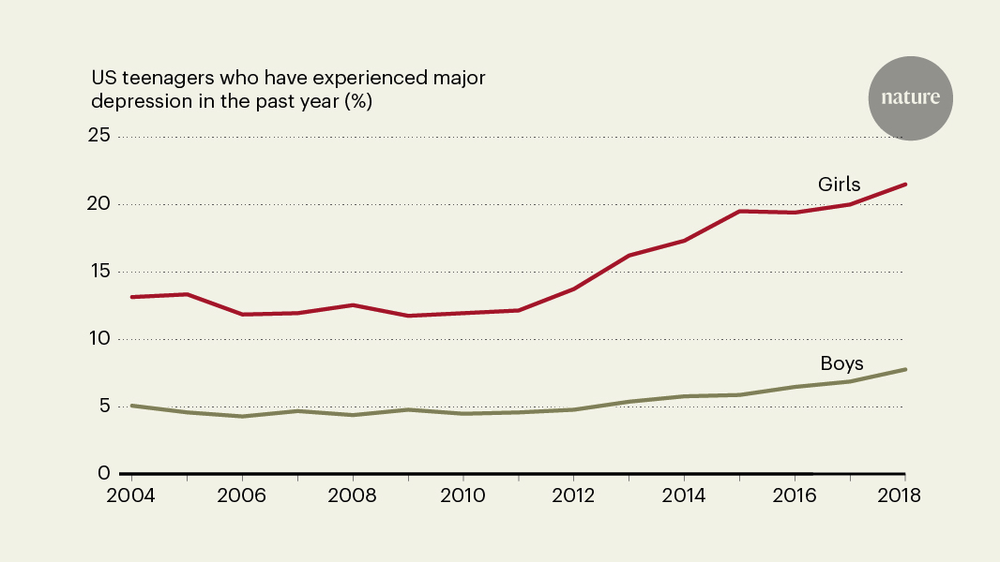 US teenagers who have experienced major
depression in the past year (%)
nature
25
Girls
20
15
10
Boys
5
0
2004 2006 2008 2010 2012 2014 2016 2018